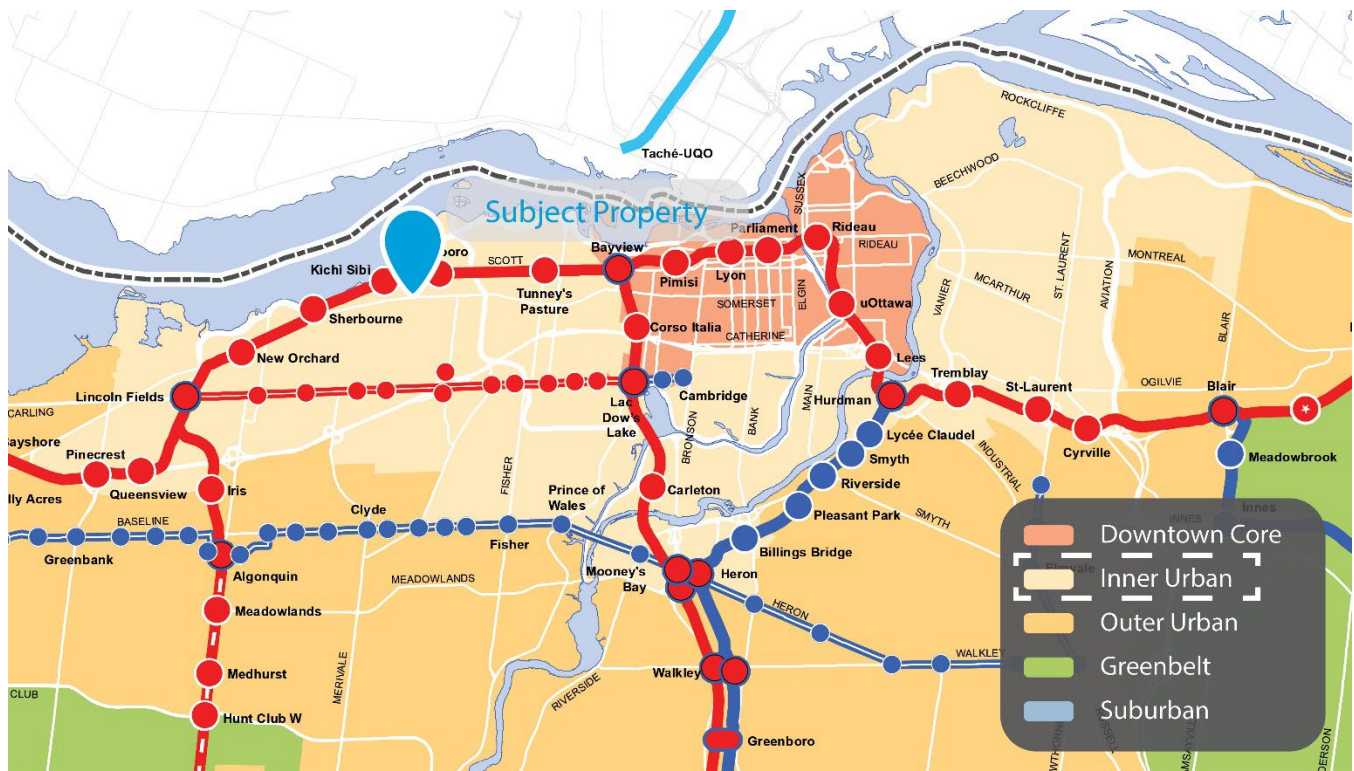 ROCKCLIFFE
Taché-UQO
BEECHWOOD
SUSSEX
Subject Property
Parliament
Rideau
RIDEAU
Bayview
SCOTT
Kìchì Sìbì
Tunney's
Pasture
Pimisi
Lyon
SOMERSET
ELGIN
uOttawa
VANIER
MCARTHUR
ST. LAURENT
AVIATION
MONTREAL
BLAIR
Sherbourne
Corso Italia
CATHERINE
New Orchard
Lees
Tremblay
St-Laurent
OGILVIE
Blair
Lincoln Fields
CARLING
Lac
Dow's
Lake
Cambridge
BRONSON
BANK
MAIN
Hurdman
Lycée Claudel
Cyrville
Meadowbrook
Pinecrest
Queensview
Iris
Smyth
Riverside
INDUSTRIAL
FISHER
Prince of
Wales
Carleton
Pleasant Park
SMYTH
Clyde
BASELINE
Greenbank
Fisher
Billings Bridge
Algonquin
MEADOWLANDS
Mooney's
Bay
Heron
HERON
Meadowlands
Medhurst
MERIVALE
RIVERSIDE
Walkley
WALKLEY
CLUB
Hunt Club W
Greenboro
Downtown Core
INNES
Innes
Inner Urban
Outer Urban
Greenbelt
Suburban